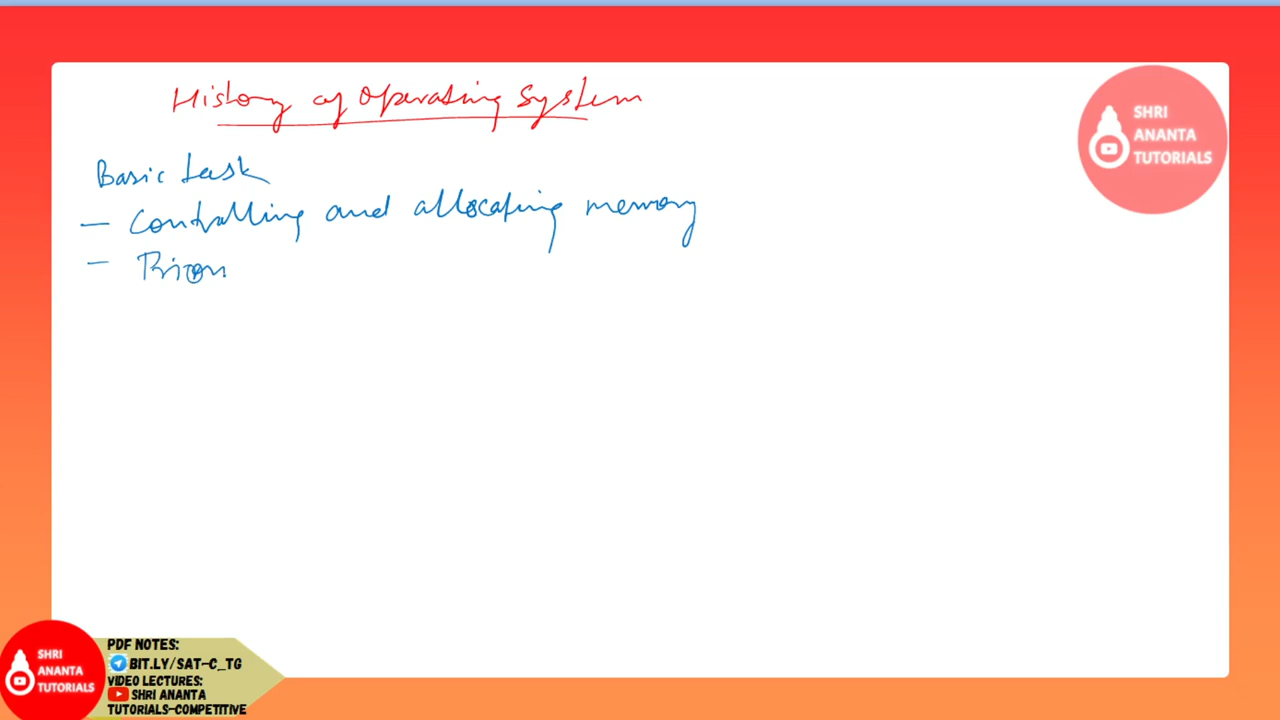 History of Operating System
SHRI
ANANTA
TUTORIALS
Basic task
- Controlling and allocating memory
-
SHRI
ANANTA
TUTORIALS
PDF NOTES:
BIT.LY/SAT-C_TG
VIDEO LECTURES:
SHRI ANANTA
TUTORIALS-COMPETITIVE